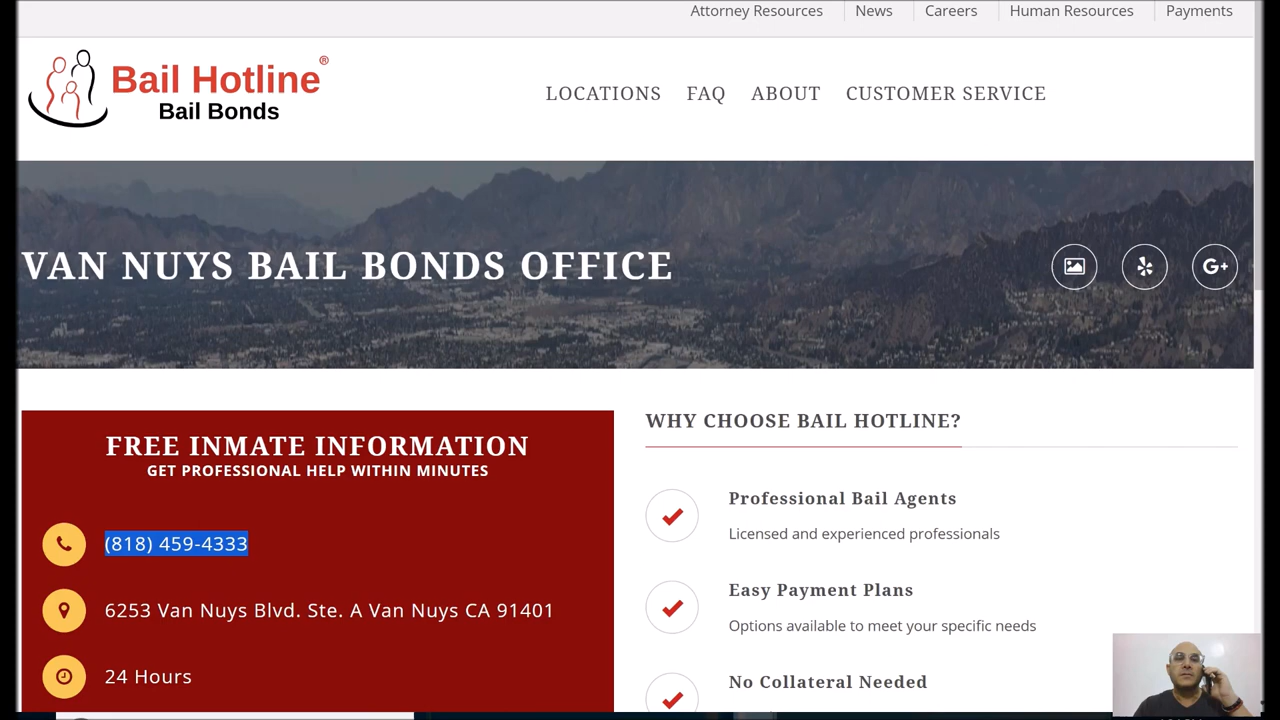 Attorney Resources News Careers Human Resources Payments
Bail Hotline®
Bail Bonds
LOCATIONS FAQ ABOUT CUSTOMER SERVICE
VAN NUYS BAIL BONDS OFFICE
G+
FREE INMATE INFORMATION
GET PROFESSIONAL HELP WITHIN MINUTES
(818) 459-4333
6253 Van Nuys Blvd. Ste. A Van Nuys CA 91401
24 Hours
WHY CHOOSE BAIL HOTLINE?
Professional Bail Agents
Licensed and experienced professionals
Easy Payment Plans
Options available to meet your specific needs
No Collateral Needed